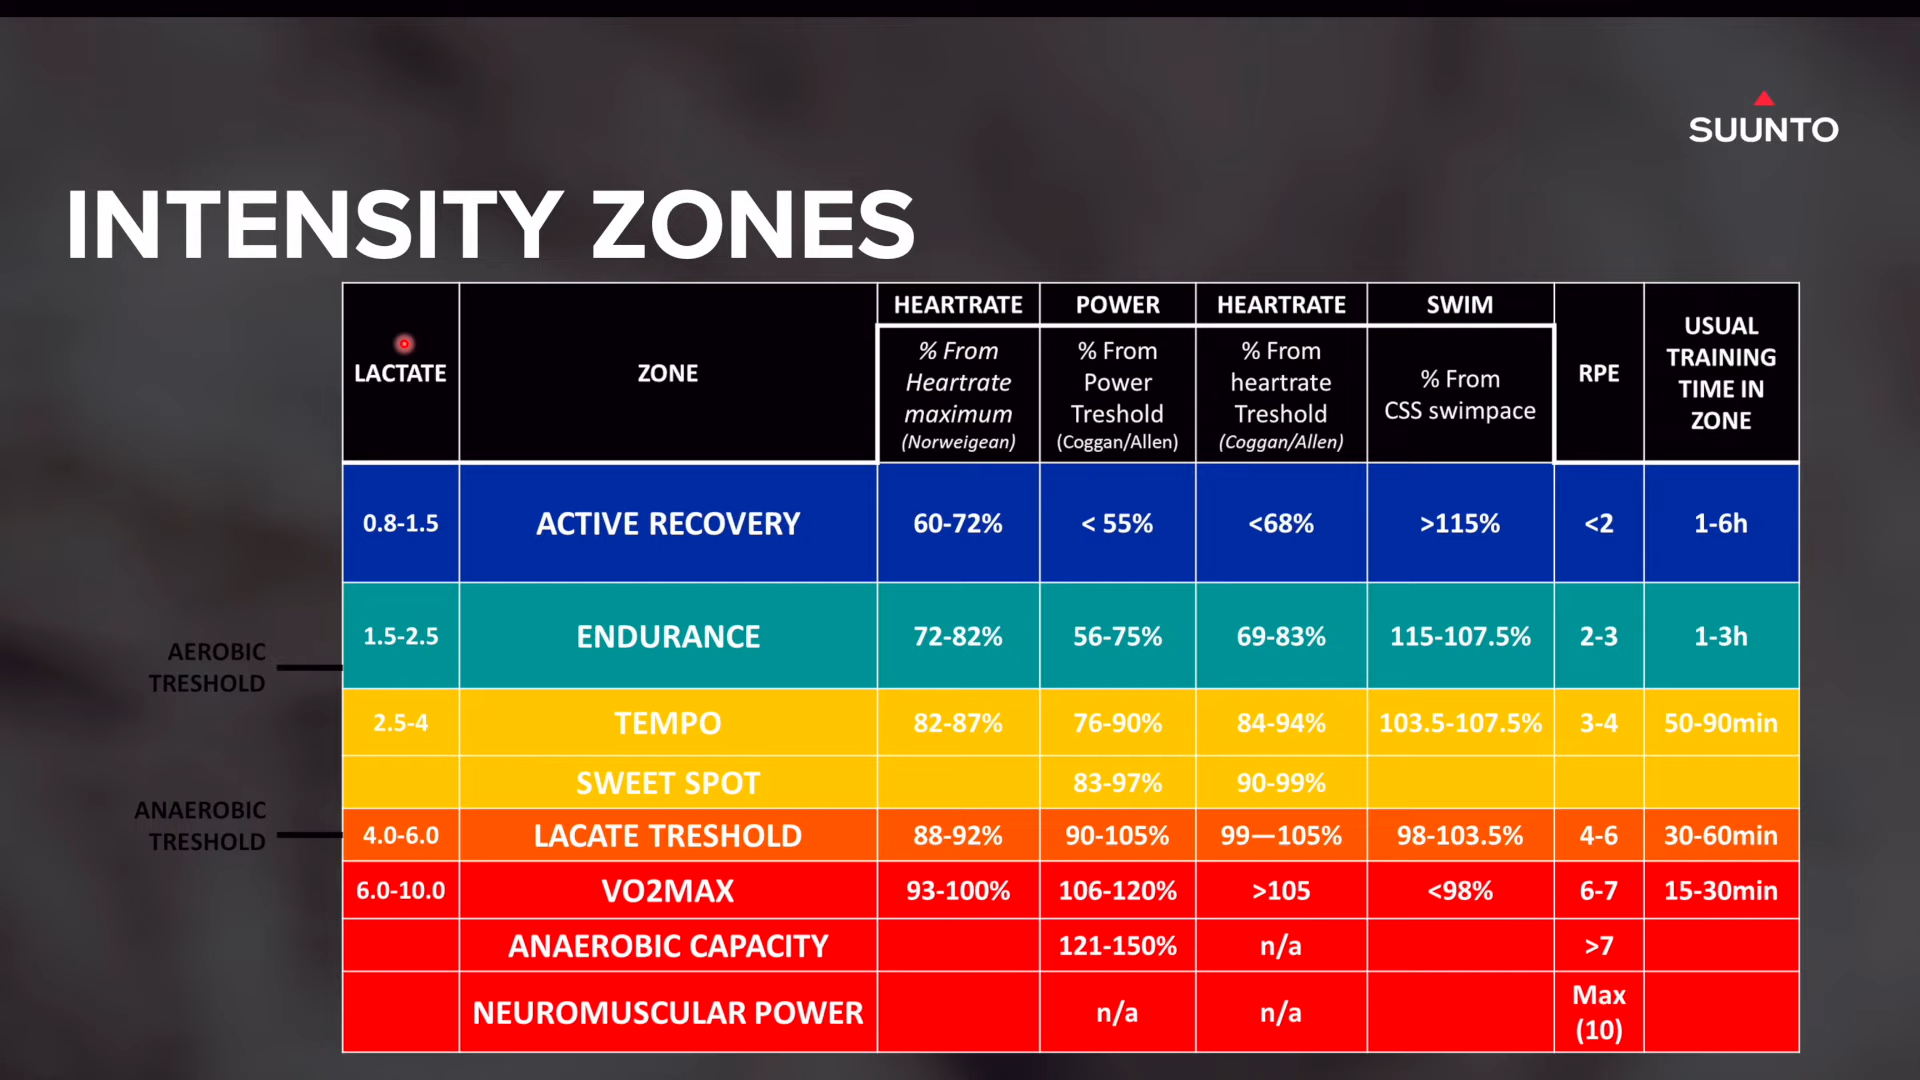 SUUNTO
INTENSITY ZONES
LACTATE
ZONE
HEARTRATE
% From
Heartrate
maximum
(Norweigean)
POWER
% From
Power
Treshold
(Coggan/Allen)
HEARTRATE
% From
heartrate
Treshold
(Coggan/Allen)
SWIM
% From
CSS swimpace
RPE
USUAL
TRAINING
TIME IN
ZONE
0.8-1.5 ACTIVE RECOVERY 60-72% < 55% <68% >115% <2 1-6h
1.5-2.5 ENDURANCE 72-82% 56-75% 69-83% 115-107.5% 2-3 1-3h
AEROBIC
TRESHOLD
2.5-4 TEMPO 82-87% 76-90% 84-94% 103.5-107.5% 3-4 50-90min
SWEET SPOT 83-97% 90-99%
ANAEROBIC
TRESHOLD
4.0-6.0 LACATE TRESHOLD 88-92% 90-105% 99—105% 98-103.5% 4-6 30-60min
6.0-10.0 VO2MAX 93-100% 106-120% >105 <98% 6-7 15-30min
ANAEROBIC CAPACITY 121-150% n/a >7
NEUROMUSCULAR POWER n/a n/a Max
(10)